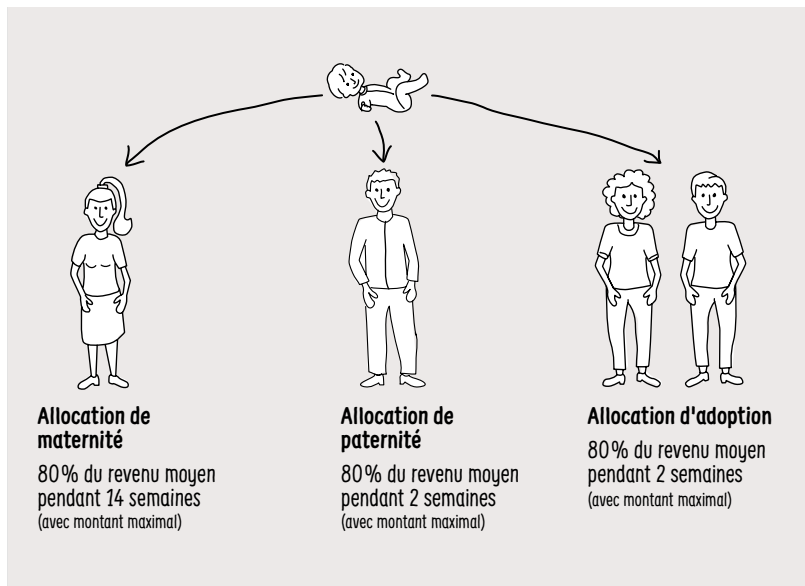 Allocation de
maternité
80% du revenu moyen
pendant 14 semaines
(avec montant maximal)
Allocation de
paternité
80% du revenu moyen
pendant 2 semaines
(avec montant maximal)
Allocation d'adoption
80% du revenu moyen
pendant 2 semaines
(avec montant maximal)